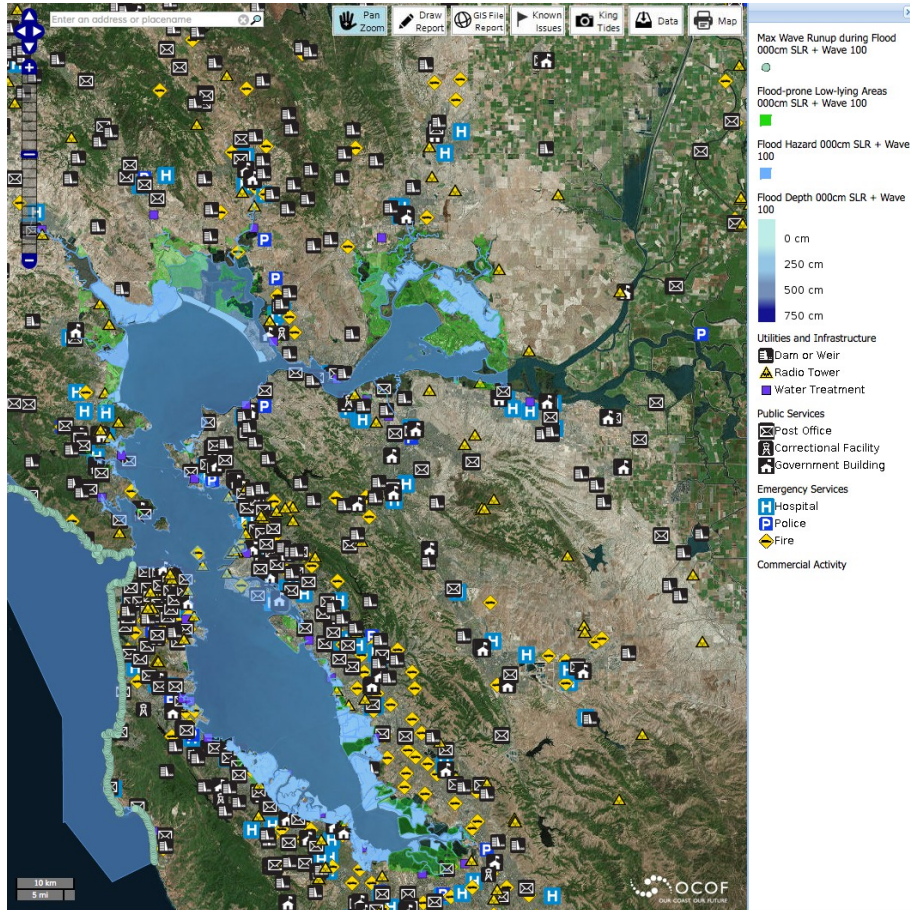 Enter an address or placename
Pan
Zoom
Draw
Report
GIS File
Report
Known
Issues
King
Tides
Data
Map
Max Wave Runup during Flood
000cm SLR + Wave 100
Flood-prone Low-lying Areas
000cm SLR + Wave 100
Flood Hazard 000cm SLR + Wave
100
Flood Depth 000cm SLR + Wave
100
0 cm
250 cm
500 cm
750 cm
Utilities and Infrastructure
Dam or Weir
Radio Tower
Water Treatment
Public Services
Post Office
Correctional Facility
Government Building
Emergency Services
H Hospital
P Police
Fire
Commercial Activity
10 km
5 mi
OCOF
OUR COAST, OUR FUTURE